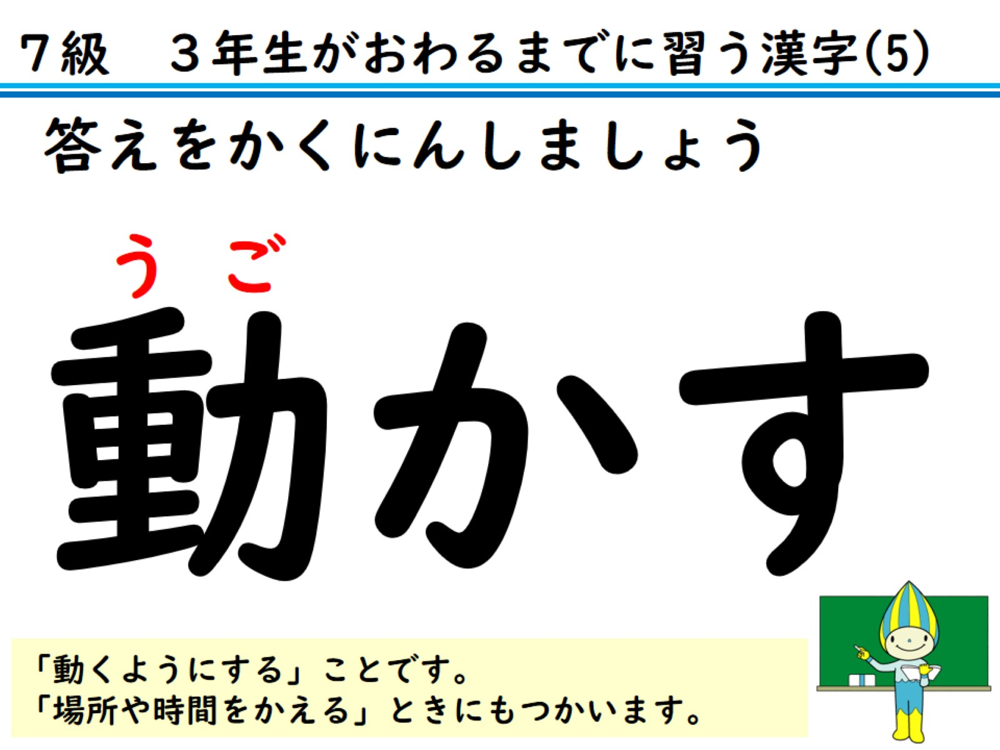 ７級　３年生がおわるまでに習う漢字(5)
答えをかくにんしましょう
うご
動かす
「動くようにする」ことです。
「場所や時間をかえる」ときにもつかいます。